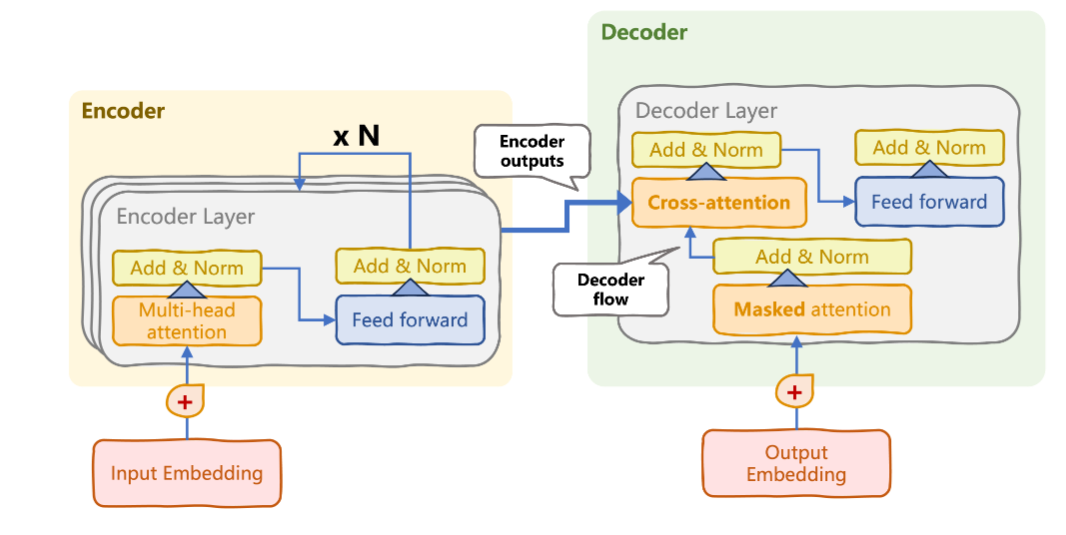 Decoder
Encoder
x N
Encoder
outputs
Decoder Layer
Add & Norm
Add & Norm
Cross-attention
Feed forward
Encoder Layer
Add & Norm
Add & Norm
Add & Norm
Decoder
flow
Multi-head
attention
Feed forward
Masked attention
+
+
Input Embedding
Output
Embedding